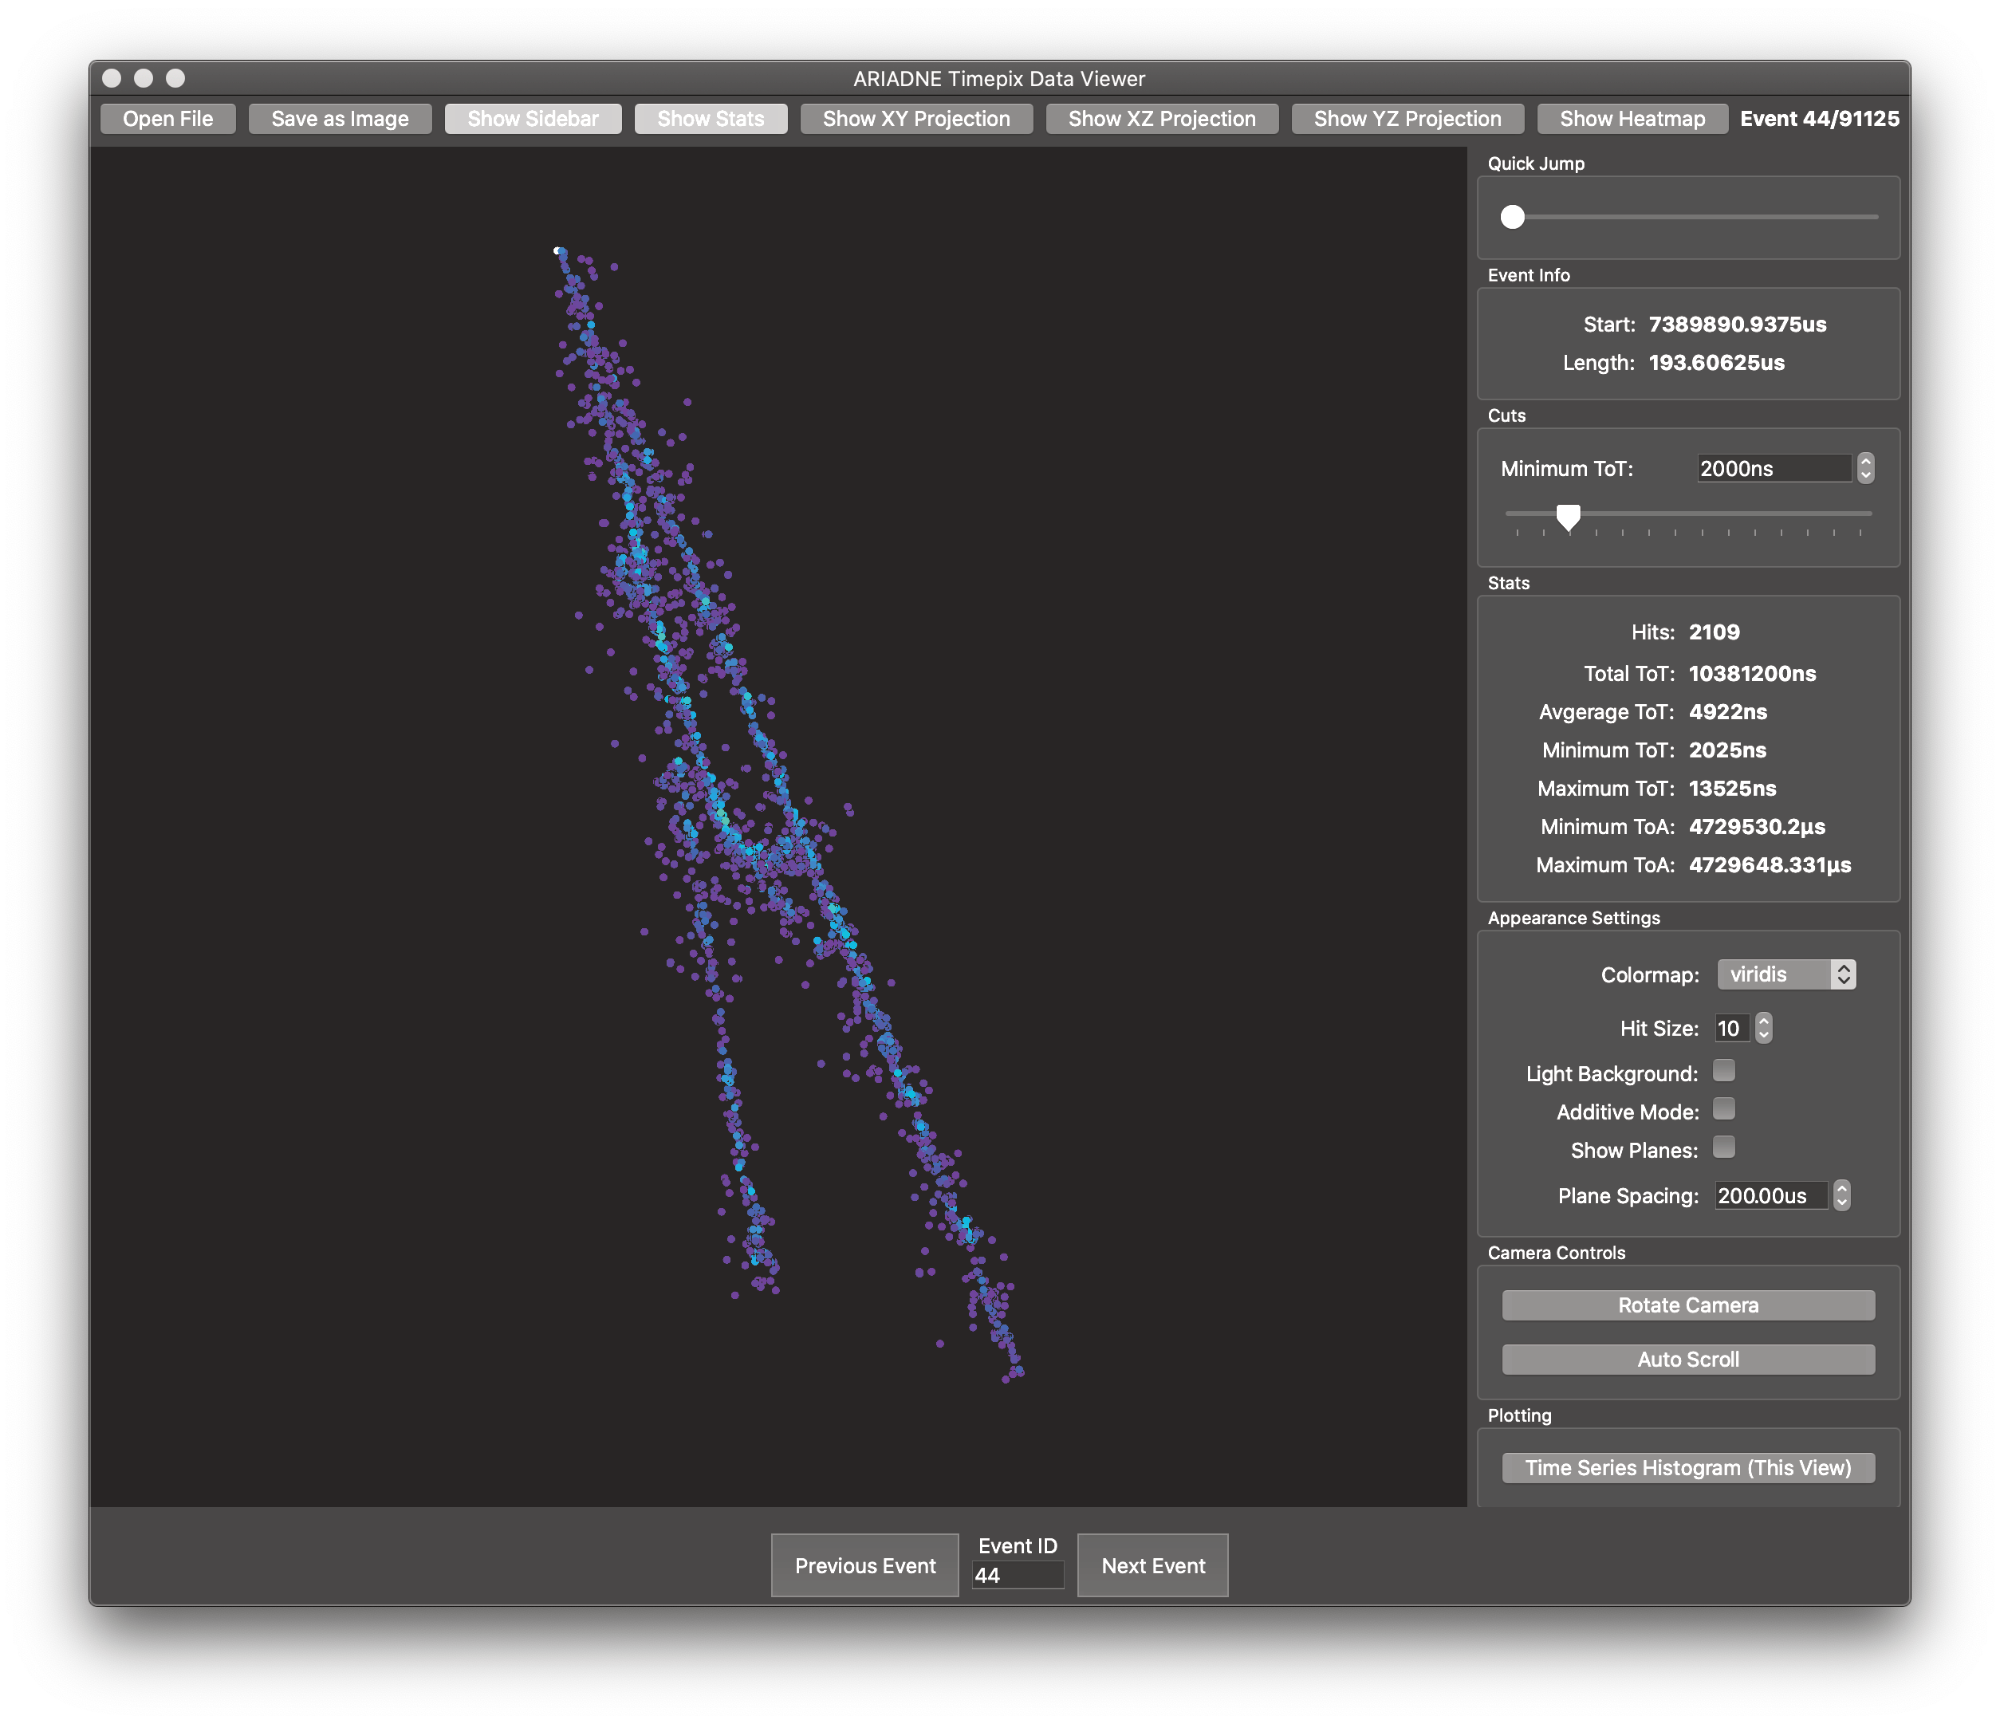 ARIADNE Timepix Data Viewer
Open File Save as Image Show Sidebar Show Stats Show XY Projection Show XZ Projection Show YZ Projection Show Heatmap Event 44/91125
Quick Jump
Event Info
Start: 7389890.9375us
Length: 193.60625us
Cuts
Minimum ToT: 2000ns
Stats
Hits: 2109
Total ToT: 10381200ns
Avgerage ToT: 4922ns
Minimum ToT: 2025ns
Maximum ToT: 13525ns
Minimum ToA: 4729530.2µs
Maximum ToA: 4729648.331µs
Appearance Settings
Colormap: viridis
Hit Size: 10
Light Background:
Additive Mode:
Show Planes:
Plane Spacing: 200.00us
Camera Controls
Rotate Camera
Auto Scroll
Plotting
Time Series Histogram (This View)
Previous Event Event ID 44 Next Event